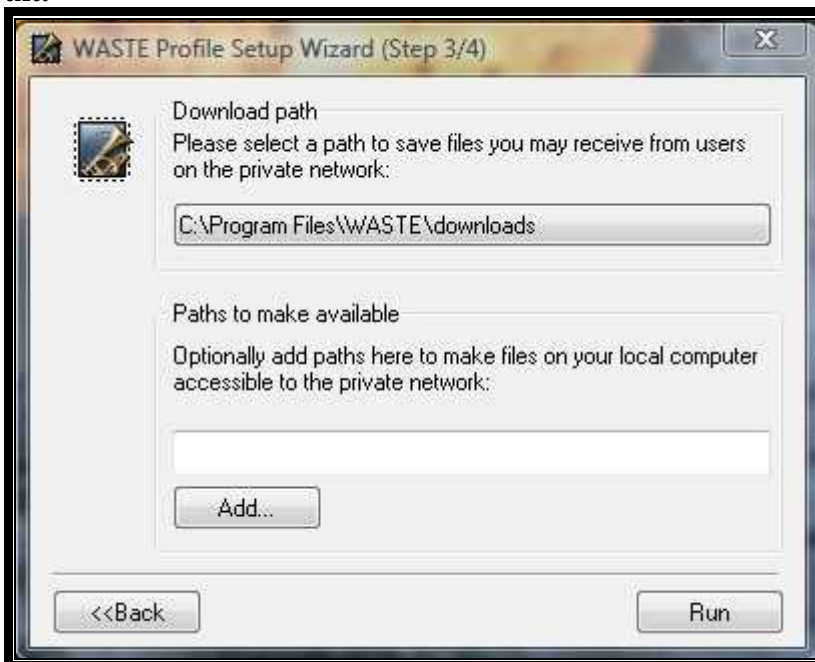 WASTE Profile Setup Wizard (Step 3/4)
Download path
Please select a path to save files you may receive from users
on the private network:
C:\Program Files\WASTE\downloads
Paths to make available
Optionally add paths here to make files on your local computer
accessible to the private network:
Add...
<<Back
Run